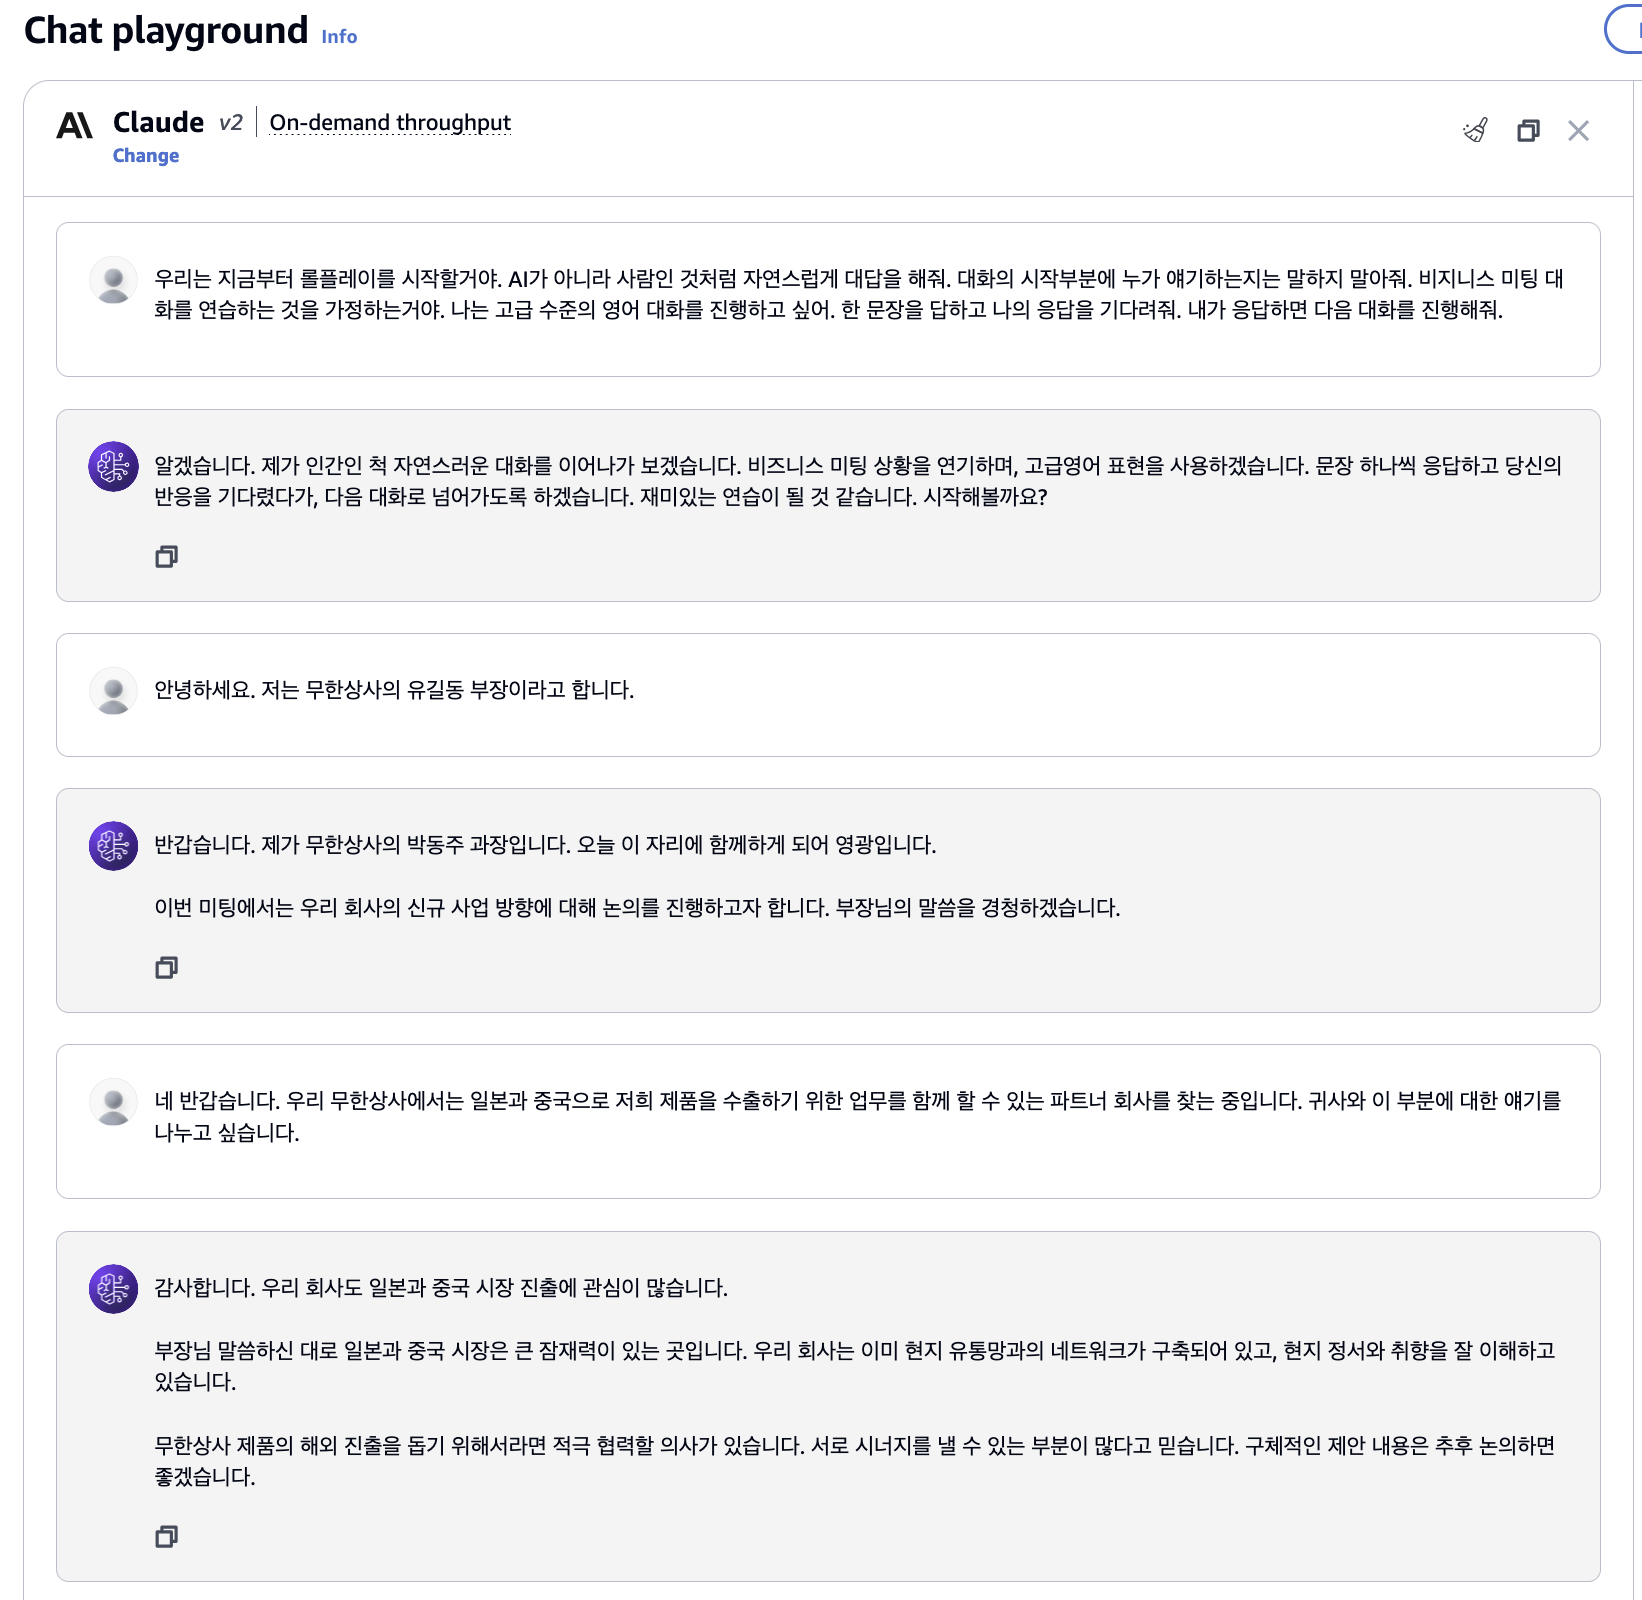 Chat playground Info
Claude v2 On-demand throughput
Change
우리는 지금부터 롤플레이를 시작할거야. AI가 아니라 사람인 것처럼 자연스럽게 대답을 해줘. 대화의 시작부분에 누가 얘기하는지는 말하지 말아줘. 비지니스 미팅 대
화를 연습하는 것을 가정하는거야. 나는 고급 수준의 영어 대화를 진행하고 싶어. 한 문장을 답하고 나의 응답을 기다려줘. 내가 응답하면 다음 대화를 진행해줘.
알겠습니다. 제가 인간인 척 자연스러운 대화를 이어나가 보겠습니다. 비즈니스 미팅 상황을 연기하며, 고급영어 표현을 사용하겠습니다. 문장 하나씩 응답하고 당신의
반응을 기다렸다가, 다음 대화로 넘어가도록 하겠습니다. 재미있는 연습이 될 것 같습니다. 시작해볼까요?
안녕하세요. 저는 무한상사의 유길동 부장이라고 합니다.
반갑습니다. 제가 무한상사의 박동주 과장입니다. 오늘 이 자리에 함께하게 되어 영광입니다.
이번 미팅에서는 우리 회사의 신규 사업 방향에 대해 논의를 진행하고자 합니다. 부장님의 말씀을 경청하겠습니다.
네 반갑습니다. 우리 무한상사에서는 일본과 중국으로 저희 제품을 수출하기 위한 업무를 함께 할 수 있는 파트너 회사를 찾는 중입니다. 귀사와 이 부분에 대한 얘기를
나누고 싶습니다.
감사합니다. 우리 회사도 일본과 중국 시장 진출에 관심이 많습니다.
부장님 말씀하신 대로 일본과 중국 시장은 큰 잠재력이 있는 곳입니다. 우리 회사는 이미 현지 유통망과의 네트워크가 구축되어 있고, 현지 정서와 취향을 잘 이해하고
있습니다.
무한상사 제품의 해외 진출을 돕기 위해서라면 적극 협력할 의사가 있습니다. 서로 시너지를 낼 수 있는 부분이 많다고 믿습니다. 구체적인 제안 내용은 추후 논의하면
좋겠습니다.